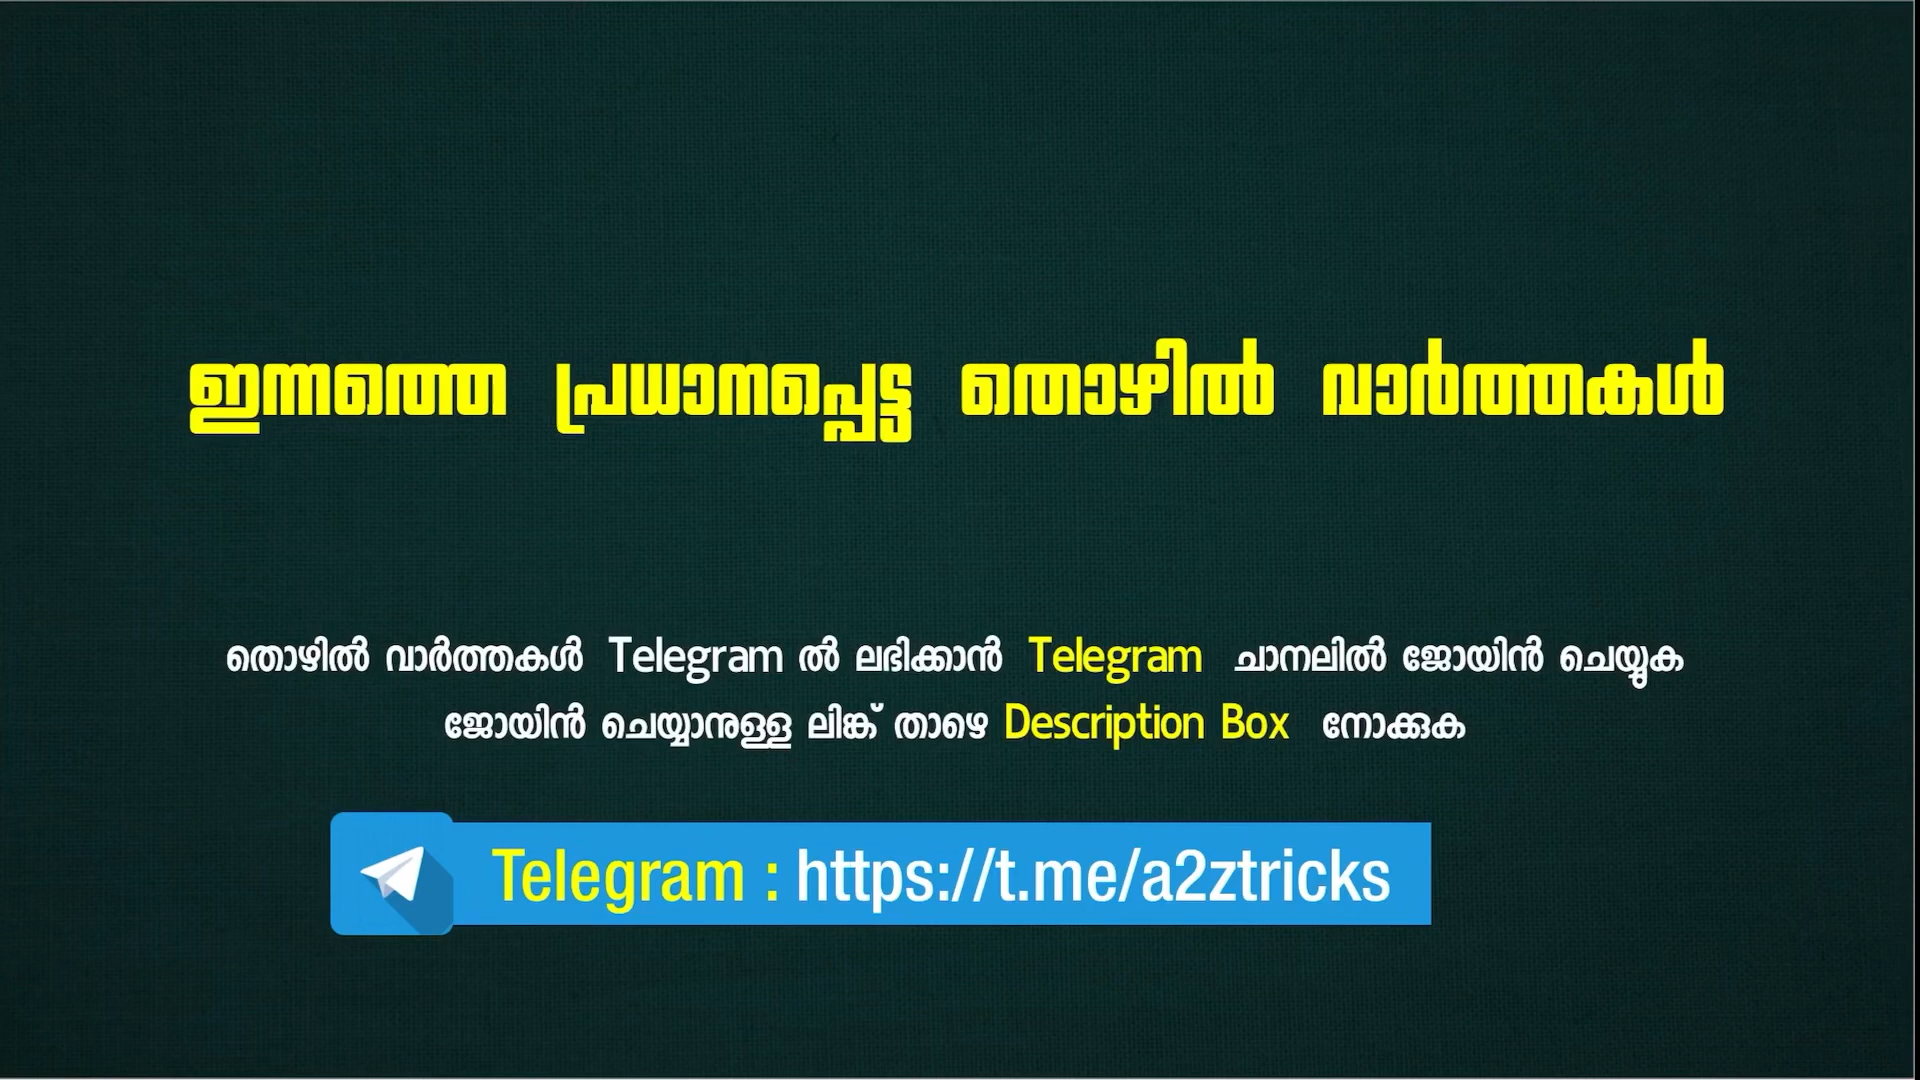 ഇന്നത്തെ പ്രധാനപ്പെട്ട തൊഴിൽ വാർത്തകൾ
തൊഴിൽ വാർത്തകൾ Telegram ൽ ലഭിക്കാൻ Telegram ചാനലിൽ ജോയിൻ ചെയ്യുക
ജോയിൻ ചെയ്യാനുള്ള ലിങ്ക് താഴെ Description Box നോക്കുക
Telegram : https://t.me/a2ztricks